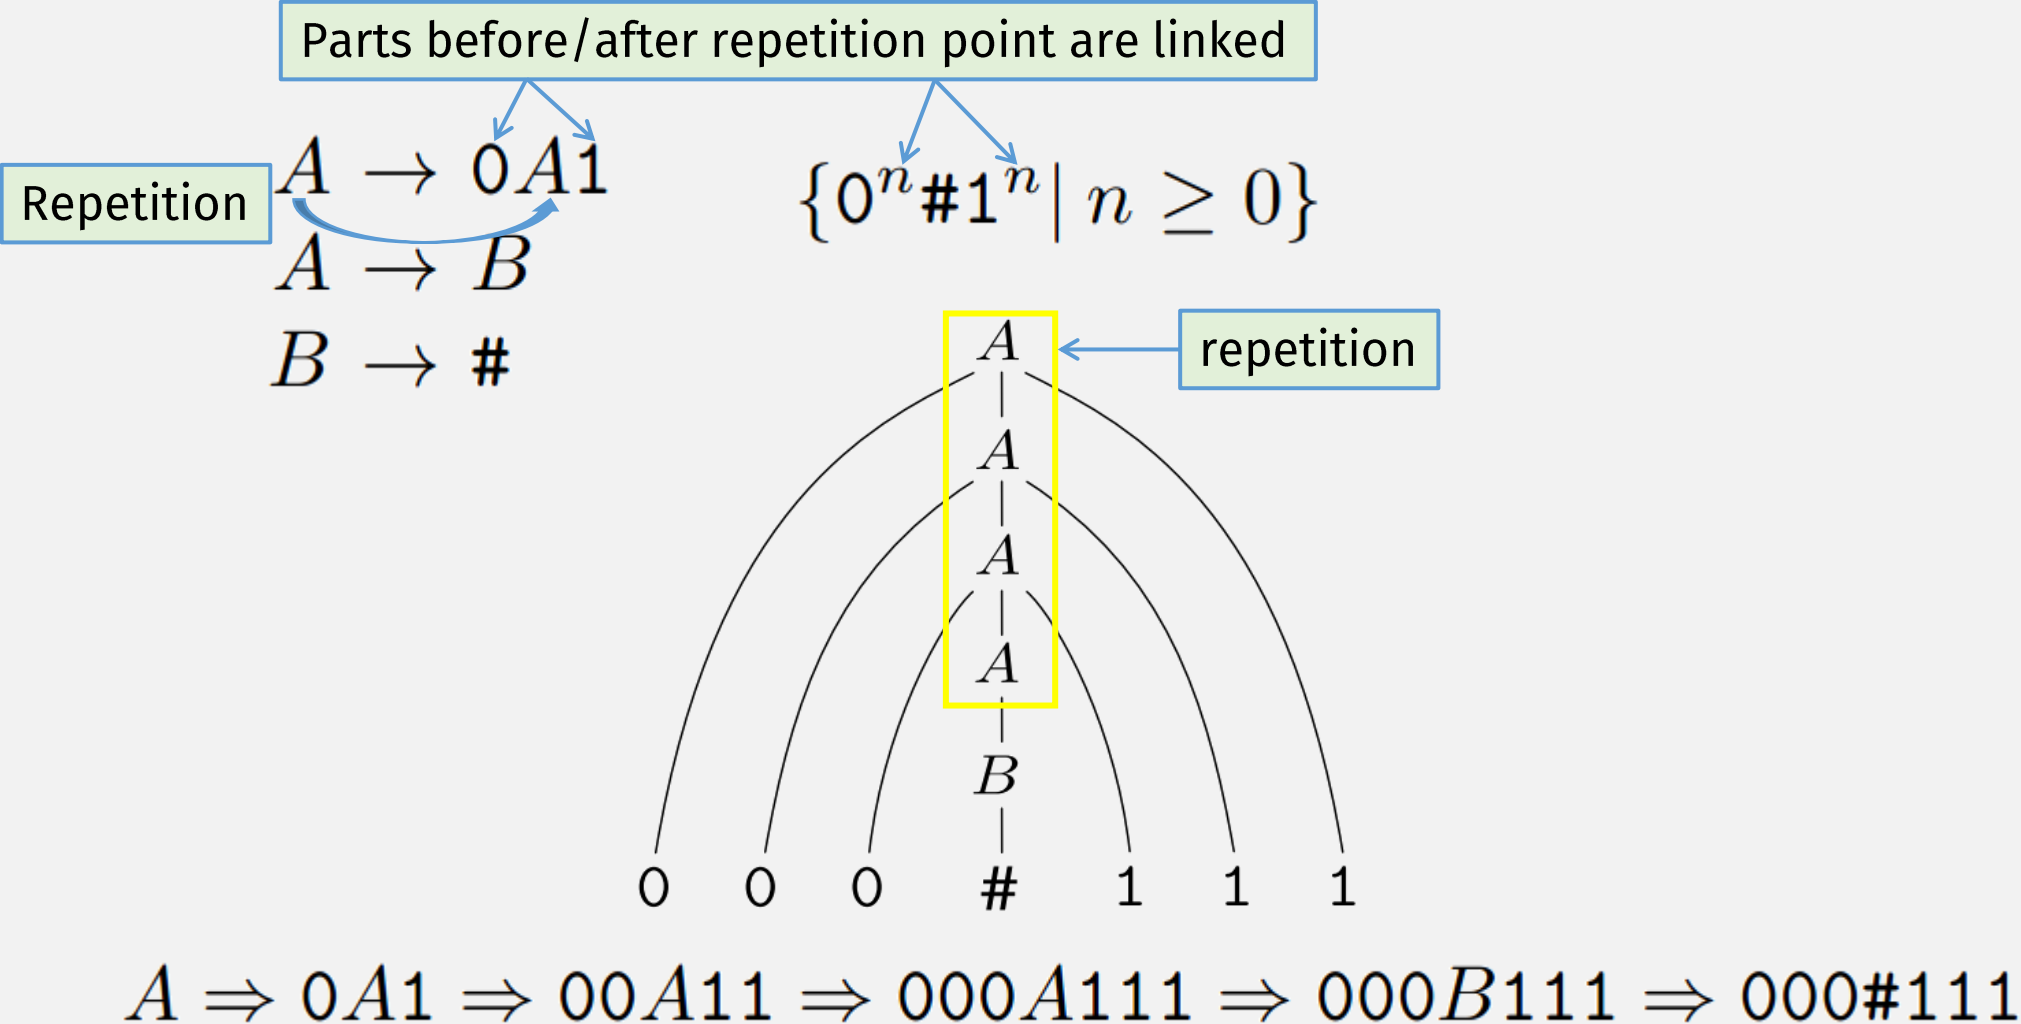 Parts before/after repetition point are linked
A → 0A1
Repetition
A → B
B → #
{0ⁿ#1ⁿ| n ≥ 0}
A
repetition
A
A
A
B
0 0 0 # 1 1 1
A ⇒ 0A1 ⇒ 00A11 ⇒ 000A111 ⇒ 000B111 ⇒ 000#111